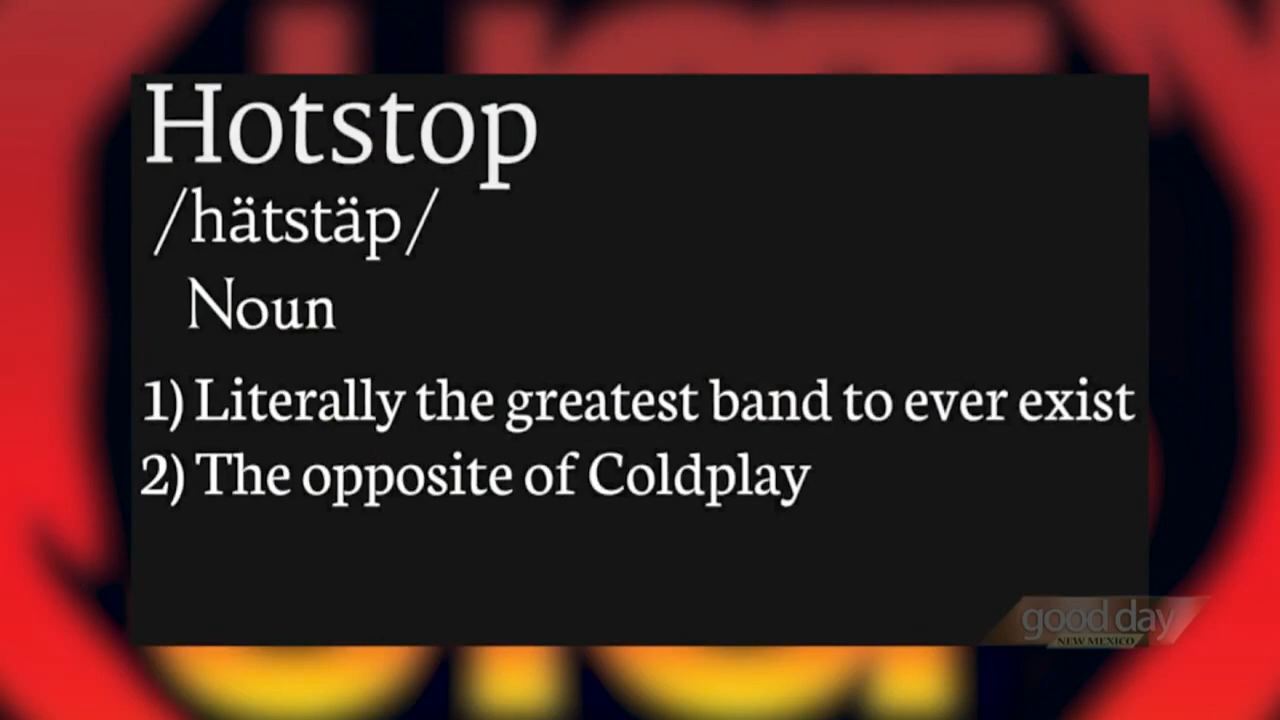 Hotstop
/hätstäp/
Noun
1) Literally the greatest band to ever exist
2) The opposite of Coldplay
good day
NEW MEXICO